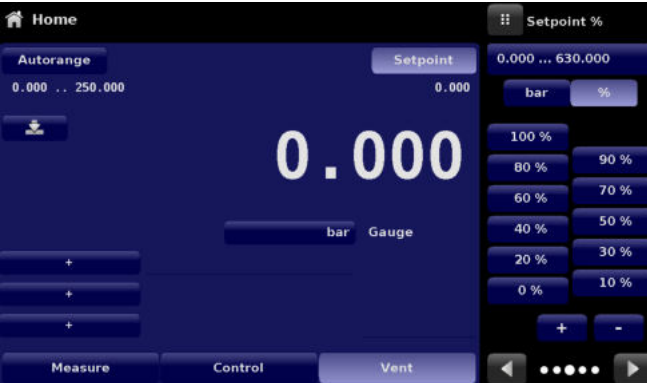 Home
Autorange
Setpoint
0.000 .. 250.000
0.000
0.000
bar Gauge
+
+
+
Measure
Control
Vent
Setpoint %
0.000 ... 630.000
bar
%
100 %
90 %
80 %
70 %
60 %
50 %
40 %
30 %
20 %
10 %
0 %
+
-